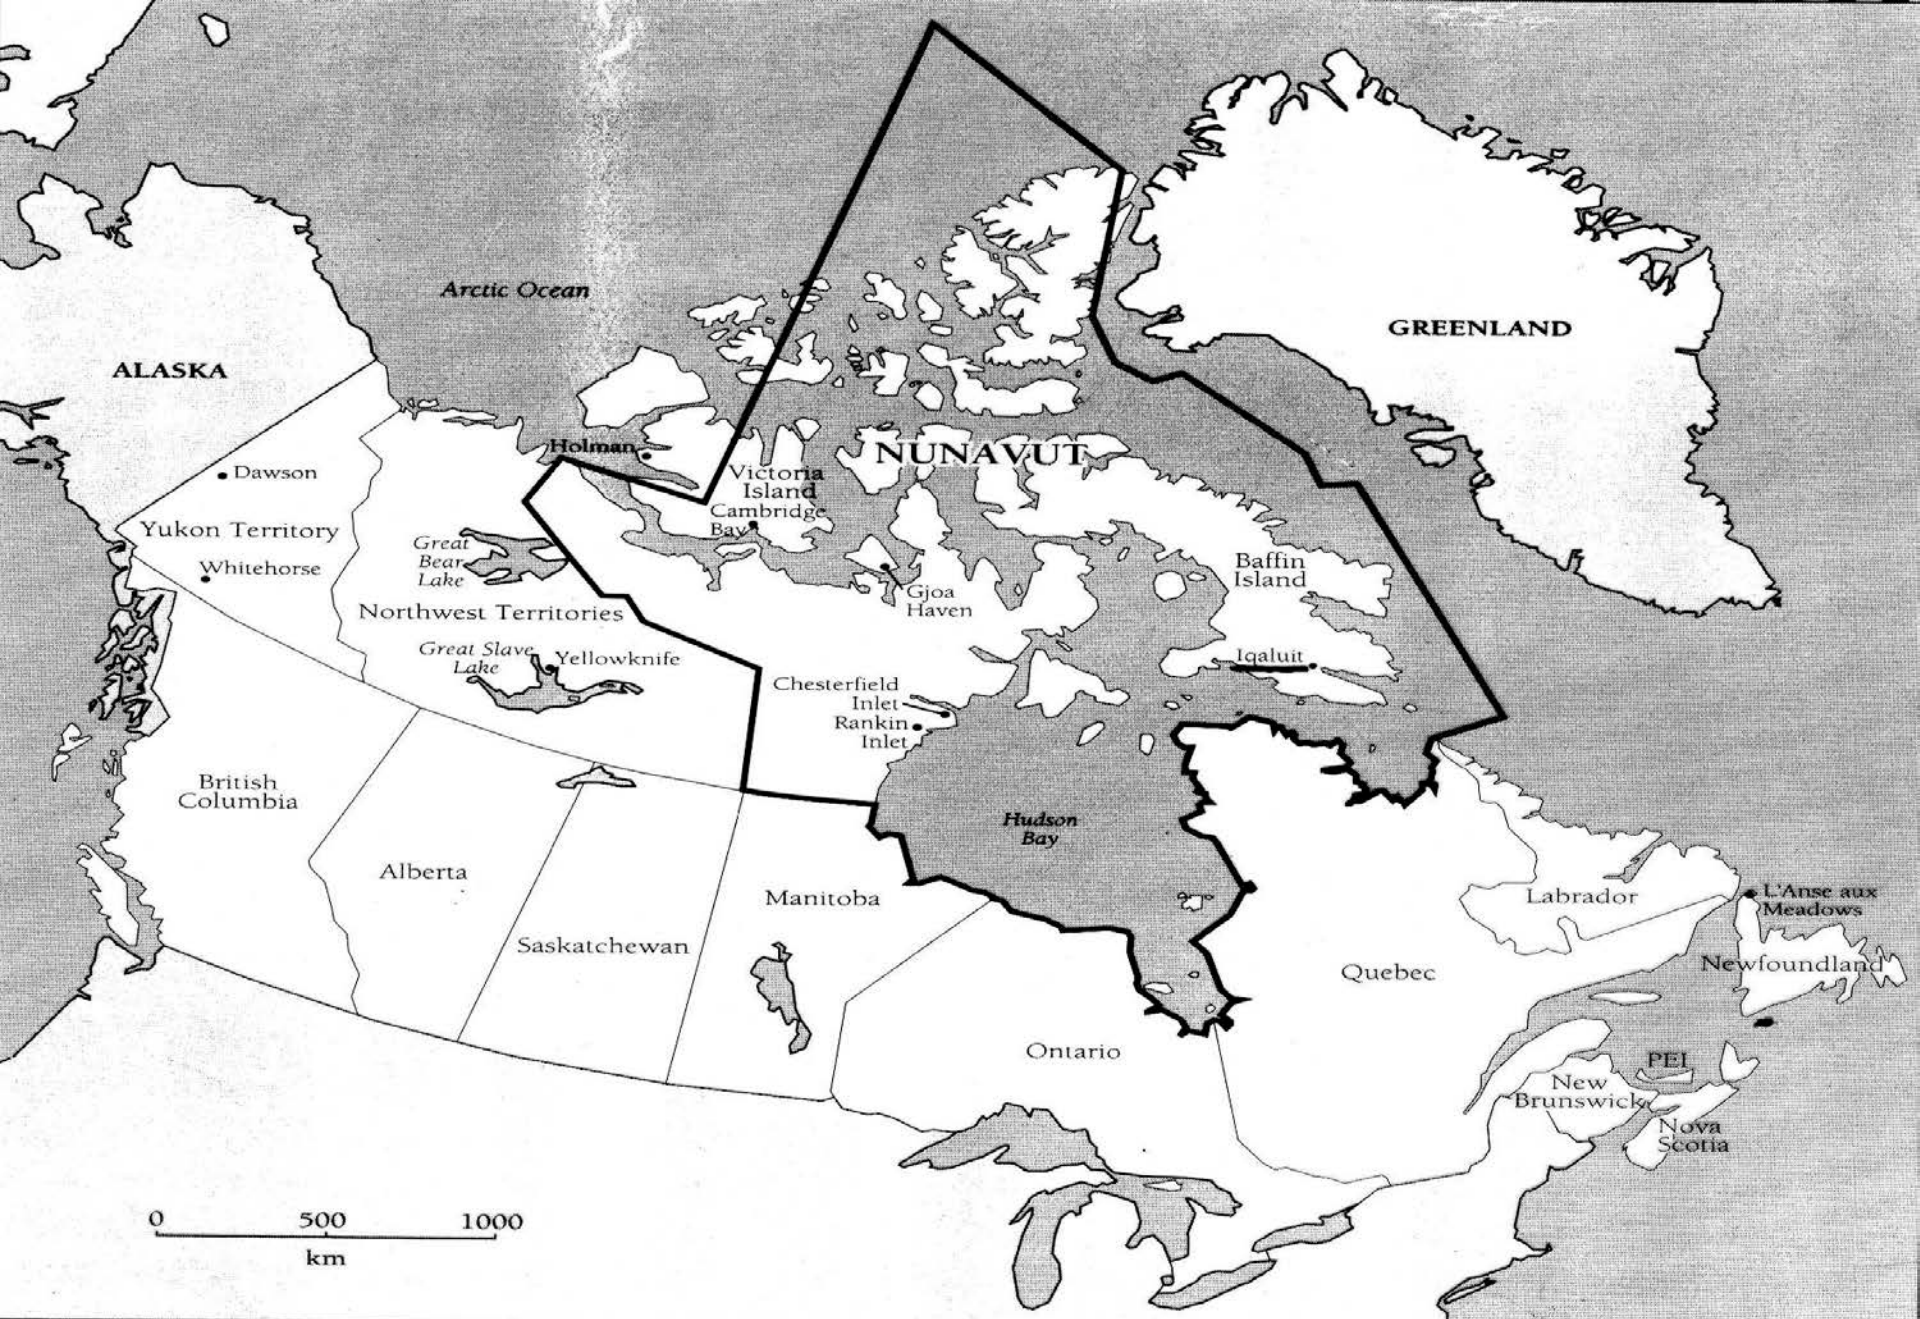 Arctic Ocean
GREENLAND
ALASKA
Holman
NUNAVUT
Victoria
Island
Cambridge
Bay
Dawson
Yukon Territory
Whitehorse
Great
Bear
Lake
Northwest Territories
Great Slave
Lake
Yellowknife
Gjoa
Haven
Baffin
Island
Iqaluit
Chesterfield
Inlet
Rankin
Inlet
British
Columbia
Hudson
Bay
Alberta
Manitoba
Saskatchewan
Labrador
L'Anse aux
Meadows
Newfoundland
Quebec
Ontario
PEI
New
Brunswick
Nova
Scotia
0 500 1000
km